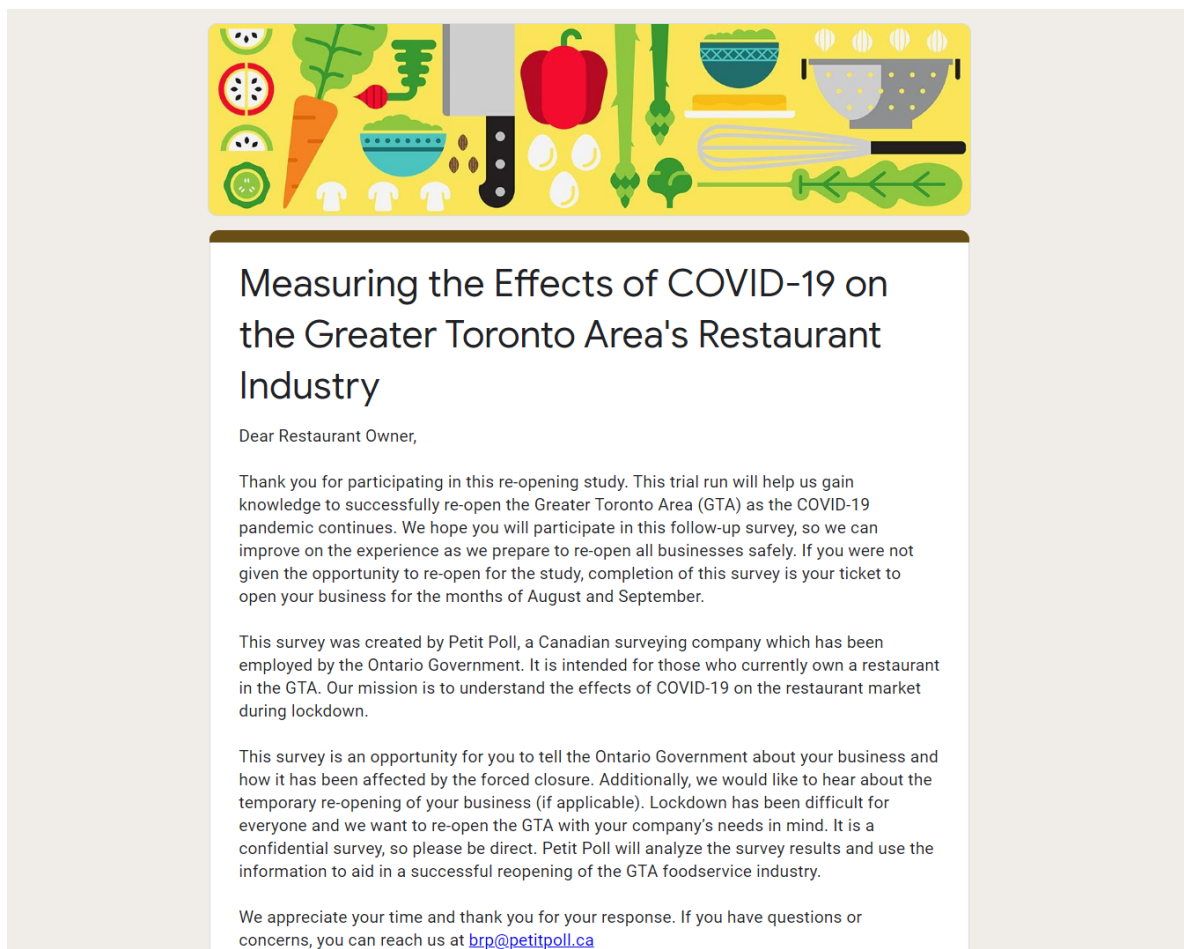 Measuring the Effects of COVID-19 on
the Greater Toronto Area's Restaurant
Industry
Dear Restaurant Owner,
Thank you for participating in this re-opening study. This trial run will help us gain
knowledge to successfully re-open the Greater Toronto Area (GTA) as the COVID-19
pandemic continues. We hope you will participate in this follow-up survey, so we can
improve on the experience as we prepare to re-open all businesses safely. If you were not
given the opportunity to re-open for the study, completion of this survey is your ticket to
open your business for the months of August and September.
This survey was created by Petit Poll, a Canadian surveying company which has been
employed by the Ontario Government. It is intended for those who currently own a restaurant
in the GTA. Our mission is to understand the effects of COVID-19 on the restaurant market
during lockdown.
This survey is an opportunity for you to tell the Ontario Government about your business and
how it has been affected by the forced closure. Additionally, we would like to hear about the
temporary re-opening of your business (if applicable). Lockdown has been difficult for
everyone and we want to re-open the GTA with your company's needs in mind. It is a
confidential survey, so please be direct. Petit Poll will analyze the survey results and use the
information to aid in a successful reopening of the GTA foodservice industry.
We appreciate your time and thank you for your response. If you have questions or
concerns, you can reach us at brp@petitpoll.ca